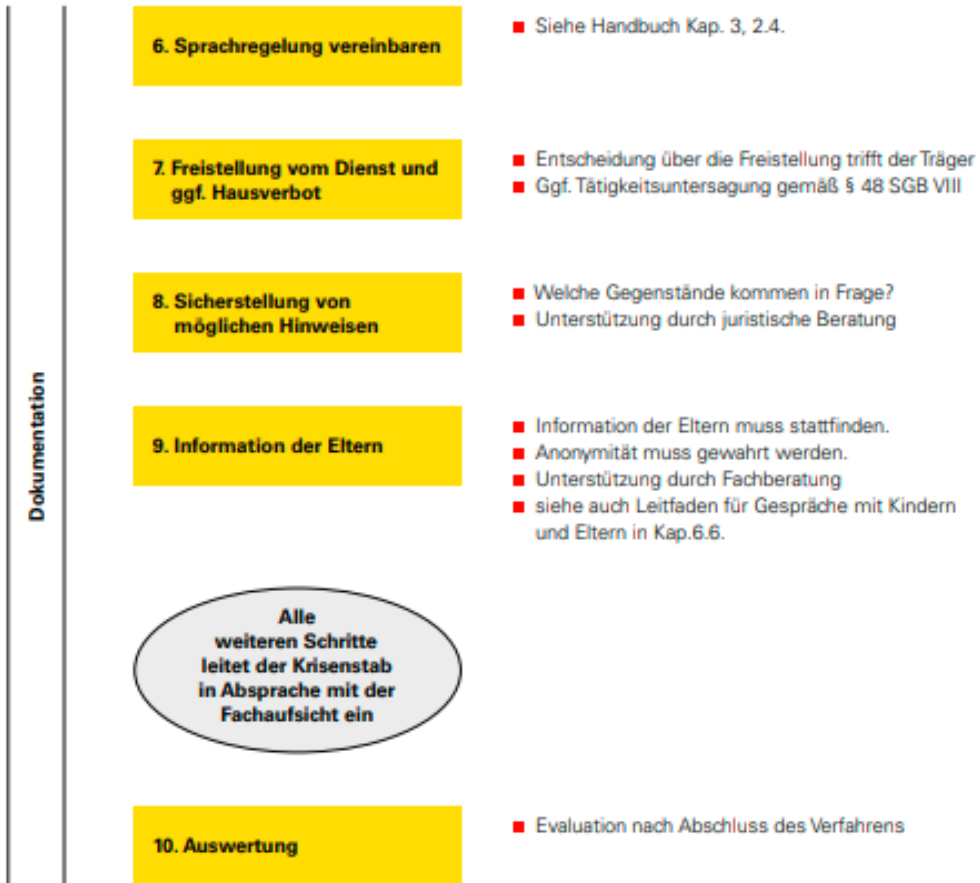 Dokumentation
6. Sprachregelung vereinbaren
■ Siehe Handbuch Kap. 3, 2.4.
7. Freistellung vom Dienst und
ggf. Hausverbot
■ Entscheidung über die Freistellung trifft der Träger
■ Ggf. Tätigkeitsuntersagung gemäß § 48 SGB VIII
8. Sicherstellung von
möglichen Hinweisen
■ Welche Gegenstände kommen in Frage?
■ Unterstützung durch juristische Beratung
9. Information der Eltern
■ Information der Eltern muss stattfinden.
■ Anonymität muss gewahrt werden.
■ Unterstützung durch Fachberatung
■ siehe auch Leitfaden für Gespräche mit Kindern
und Eltern in Kap.6.6.
Alle
weiteren Schritte
leitet der Krisenstab
in Absprache mit der
Fachaufsicht ein
10. Auswertung
■ Evaluation nach Abschluss des Verfahrens